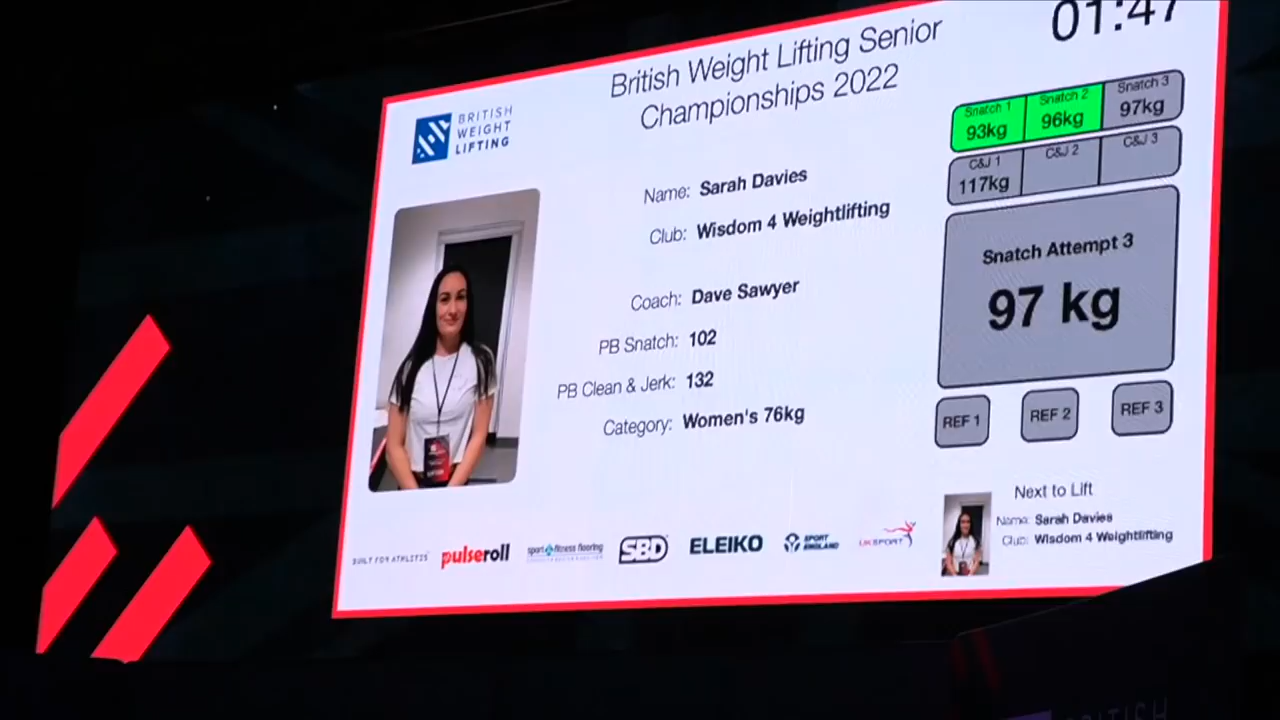 01:47
British Weight Lifting Senior
Championships 2022
BRITISH
WEIGHT
LIFTING
Snatch 1
93kg
Snatch 2
96kg
Snatch 3
97kg
C&J 1
117kg
C&J 2
C&J 3
Name: Sarah Davies
Club: Wisdom 4 Weightlifting
Coach: Dave Sawyer
PB Snatch: 102
PB Clean & Jerk: 132
Category: Women's 76kg
Snatch Attempt 3
97 kg
REF 1
REF 2
REF 3
Next to Lift
Name: Sarah Davies
Club: Wisdom 4 Weightlifting
BUILT FOR ATHLETES
pulseroll
sport & fitness flooring
SBD
ELEIKO
SPORT
ENGLAND
UK SPORT